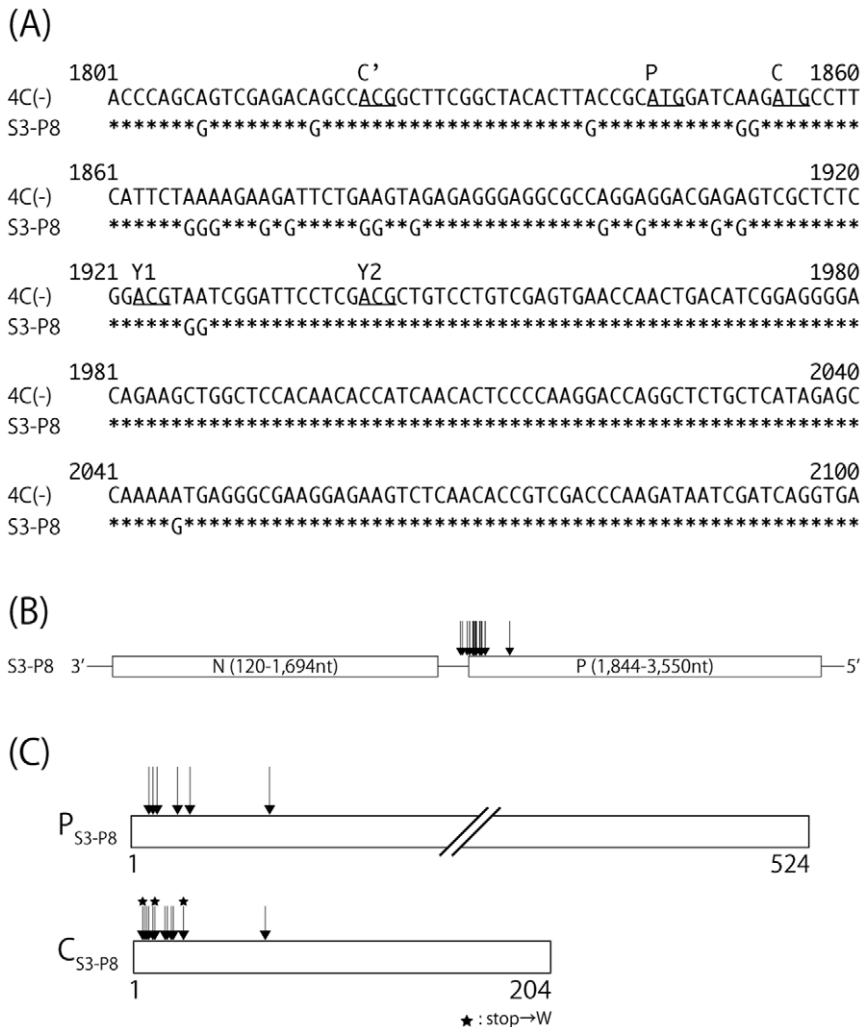 (A)
C' P C
1801 1860
4C(-) ACCCAGCAGTCGAGACAGCCACGGCTTCGGCTACACTTACCGCATGGATCAAGATGCCTT
S3-P8 *******G********G*********************G***********GG********
1861 1920
4C(-) CATTCTAAAAGAAGATTCTGAAGTAGAGAGGGAGGCGCCAGGAGGACGAGAGTCGCTCTC
S3-P8 ******GGG***G*G*****GG**G**************G**G*****G*G*********
1921 Y1 Y2 1980
4C(-) GGACGTAATCGGATTCCTCGACGCTGTCCTGTCGAGTGAACCAACTGACATCGGAGGGGA
S3-P8 ******GG****************************************************
1981 2040
4C(-) CAGAAGCTGGCTCCACAACACCATCAACACTCCCCAAGGACCAGGCTCTGCTCATAGAGC
S3-P8 ************************************************************
2041 2100
4C(-) CAAAAATGAGGGCGAAGGAGAAGTCTCAACACCGTCGACCCAAGATAATCGATCAGGTGA
S3-P8 *****G******************************************************
(B)
S3-P8 3' N (120-1,694nt) P (1,844-3,550nt) 5'
(C)
P S3-P8
1 524
C S3-P8
1 204
★ : stop→W